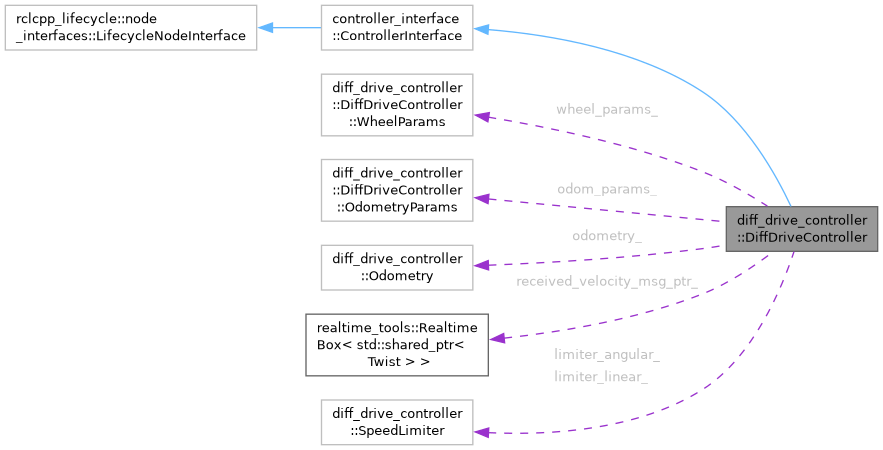 rclcpp_lifecycle::node
_interfaces::LifecycleNodeInterface
controller_interface
::ControllerInterface
diff_drive_controller
::DiffDriveController
::WheelParams
wheel_params_
diff_drive_controller
::DiffDriveController
::OdometryParams
odom_params_
diff_drive_controller
::DiffDriveController
diff_drive_controller
::Odometry
odometry_
received_velocity_msg_ptr_
realtime_tools::Realtime
Box< std::shared_ptr<
Twist > >
limiter_angular_
limiter_linear_
diff_drive_controller
::SpeedLimiter